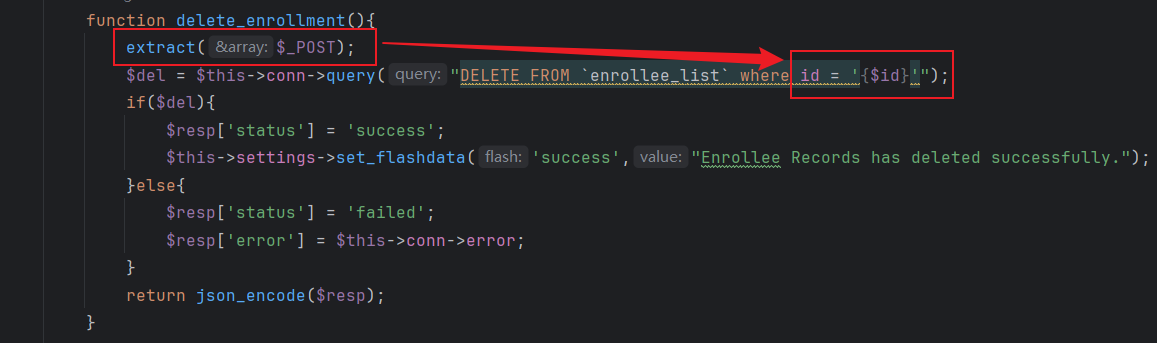 function delete_enrollment(){
extract( &array: $_POST);
$del = $this->conn->query( query: "DELETE FROM `enrollee_list` where id = '{$id}'");
if($del){
$resp['status'] = 'success';
$this->settings->set_flashdata( flash: 'success', value: "Enrollee Records has deleted successfully.");
}else{
$resp['status'] = 'failed';
$resp['error'] = $this->conn->error;
}
return json_encode($resp);
}